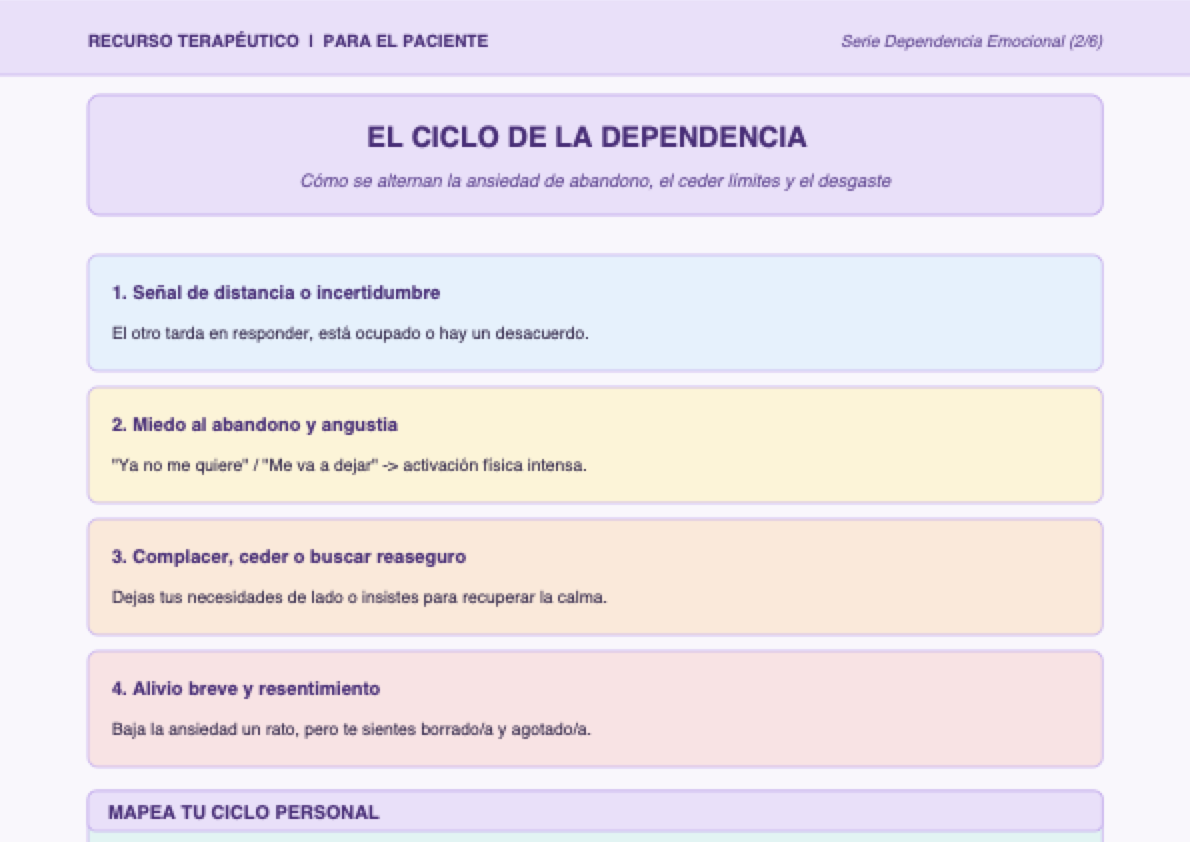 RECURSO TERAPÉUTICO | PARA EL PACIENTE
Serie Dependencia Emocional (2/6)
EL CICLO DE LA DEPENDENCIA
Cómo se alternan la ansiedad de abandono, el ceder límites y el desgaste
1. Señal de distancia o incertidumbre
El otro tarda en responder, está ocupado o hay un desacuerdo.
2. Miedo al abandono y angustia
"Ya no me quiere" / "Me va a dejar" -> activación física intensa.
3. Complacer, ceder o buscar reaseguro
Dejas tus necesidades de lado o insistes para recuperar la calma.
4. Alivio breve y resentimiento
Baja la ansiedad un rato, pero te sientes borrado/a y agotado/a.
MAPEA TU CICLO PERSONAL